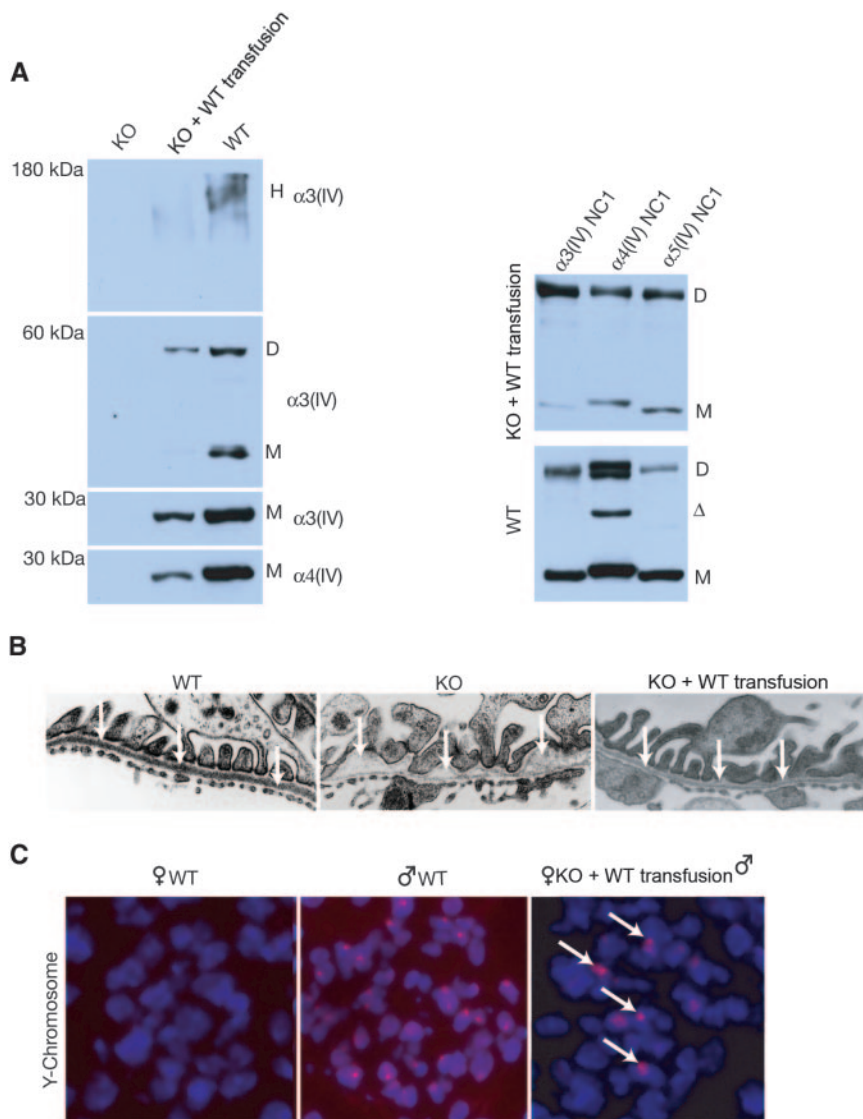 A
KO
KO + WT transfusion
WT
180 kDa
H α3(IV)
60 kDa
D
α3(IV)
M
30 kDa
M α3(IV)
30 kDa
M α4(IV)
α3(IV) NC1
α4(IV) NC1
α5(IV) NC1
KO + WT transfusion
D
M
WT
D
Δ
M
B
WT
KO
KO + WT transfusion
C
♀WT
♂WT
♀KO + WT transfusion♂
Y-Chromosome